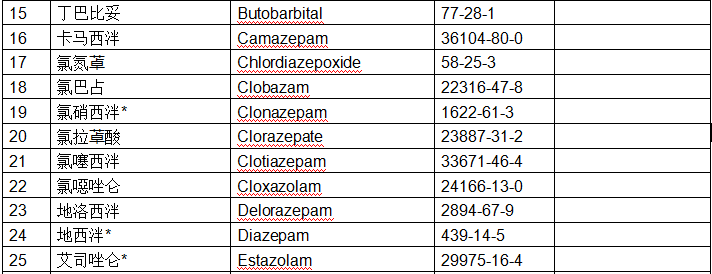 15 丁巴比妥 Butobarbital 77-28-1
16 卡马西泮 Camazepam 36104-80-0
17 氯氮䓬 Chlordiazepoxide 58-25-3
18 氯巴占 Clobazam 22316-47-8
19 氯硝西泮* Clonazepam 1622-61-3
20 氯拉䓬酸 Clorazepate 23887-31-2
21 氯噻西泮 Clotiazepam 33671-46-4
22 氯噁唑仑 Cloxazolam 24166-13-0
23 地洛西泮 Delorazepam 2894-67-9
24 地西泮* Diazepam 439-14-5
25 艾司唑仑* Estazolam 29975-16-4